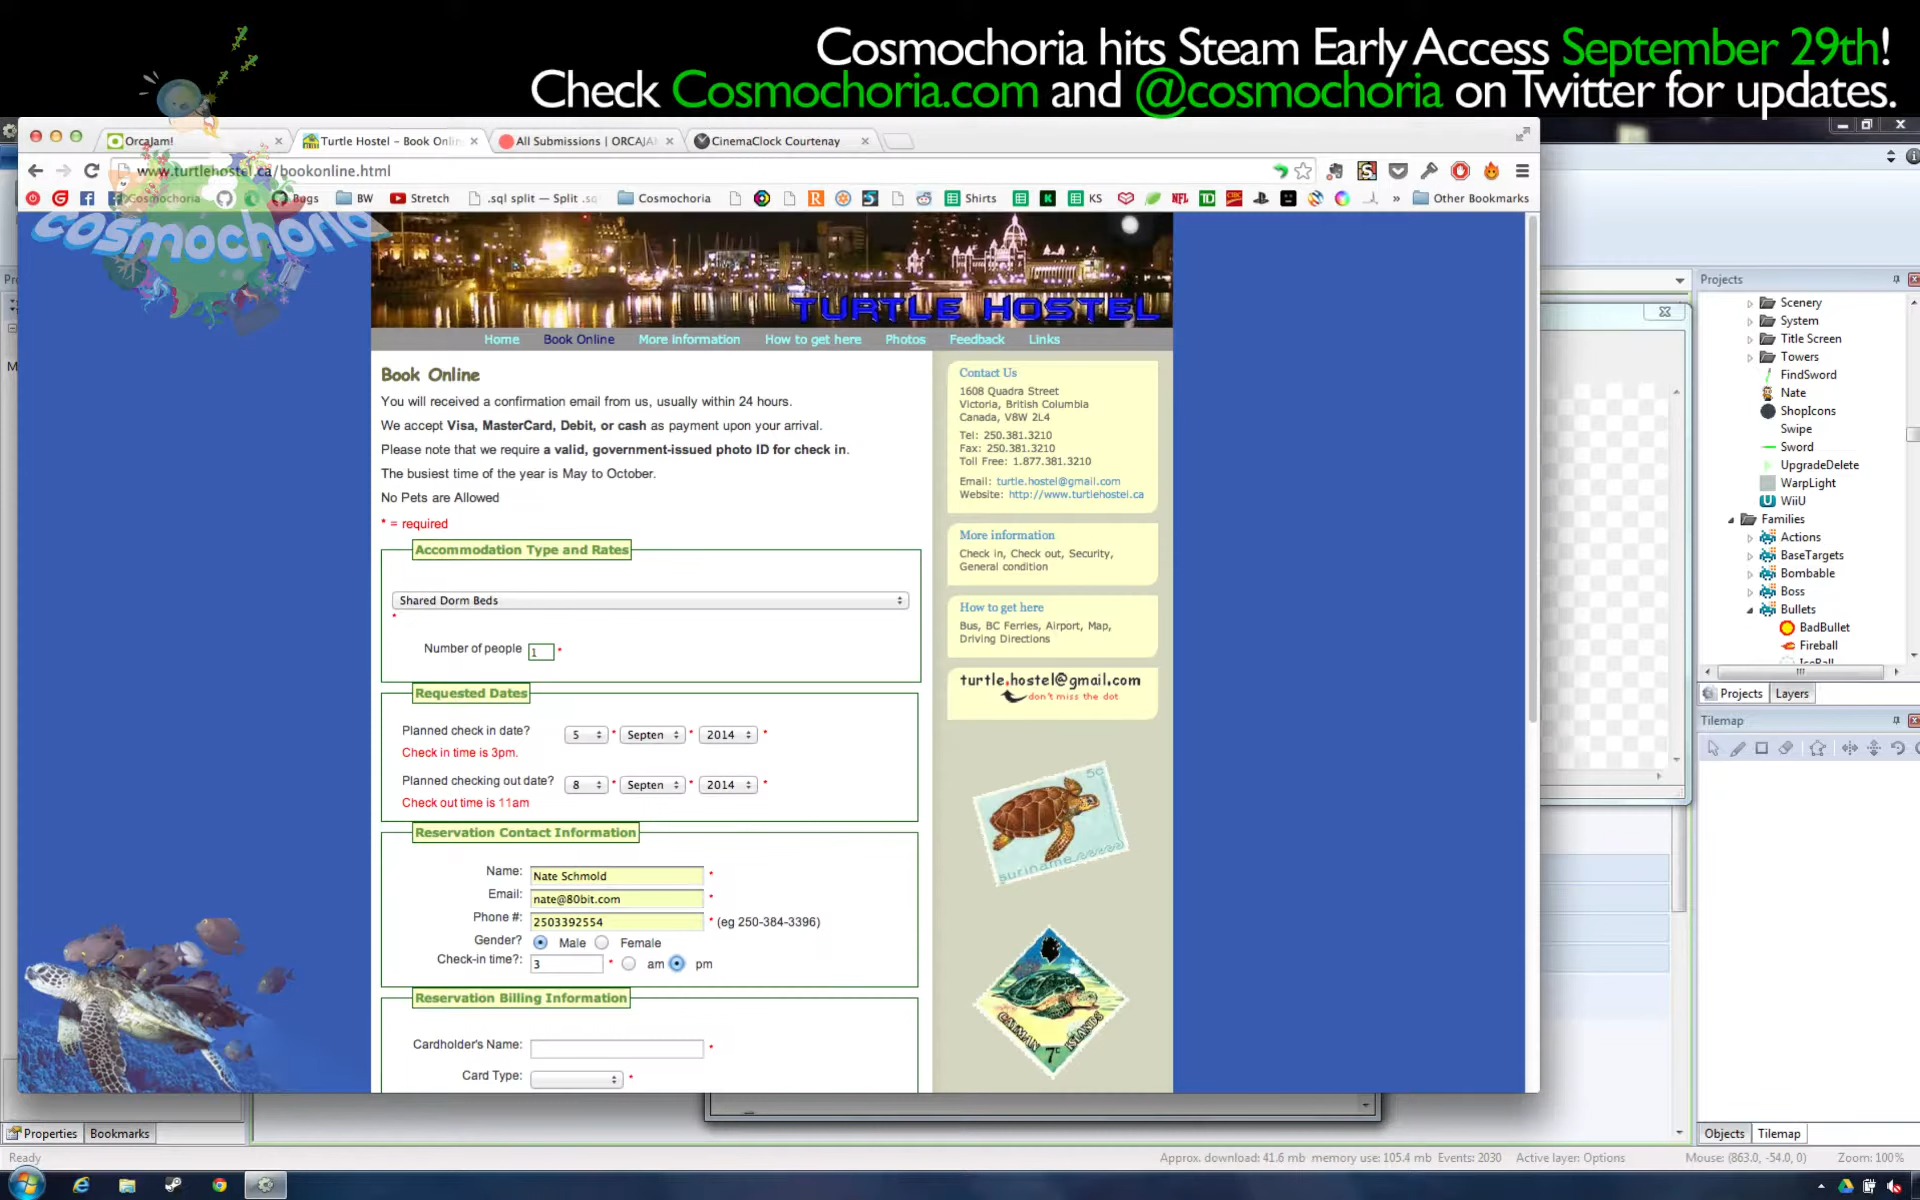 Cosmochoria hits Steam Early Access September 29th!
Check Cosmochoria.com and @cosmochoria on Twitter for updates.
OrcaJam!
Turtle Hostel - Book Onlin
All Submissions | ORCAJAM
CinemaClock Courtenay
www.turtlehostel.ca/bookonline.html
Cosmochoria
Bugs
BW
Stretch
.sql split — Split .sq
Cosmochoria
Shirts
KS
NFL
TD
»
Other Bookmarks
cosmochoria
TURTLE HOSTEL
Home
Book Online
More Information
How to get here
Photos
Feedback
Links
Book Online
You will received a confirmation email from us, usually within 24 hours.
We accept Visa, MasterCard, Debit, or cash as payment upon your arrival.
Please note that we require a valid, government-issued photo ID for check in.
The busiest time of the year is May to October.
No Pets are Allowed
* = required
Accommodation Type and Rates
Shared Dorm Beds
*
Number of people 1 *
Requested Dates
Planned check in date? 5 * Septen * 2014 *
Check in time is 3pm.
Planned checking out date? 8 * Septen * 2014 *
Check out time is 11am
Reservation Contact Information
Name: Nate Schmold *
Email: nate@80bit.com *
Phone #: 2503392554 * (eg 250-384-3396)
Gender? Male Female
Check-in time?: 3 * am pm
Reservation Billing Information
Cardholder's Name: *
Card Type: *
Contact Us
1608 Quadra Street
Victoria, British Columbia
Canada, V8W 2L4
Tel: 250.381.3210
Fax: 250.381.3210
Toll Free: 1.877.381.3210
Email: turtle.hostel@gmail.com
Website: http://www.turtlehostel.ca
More information
Check in, Check out, Security,
General condition
How to get here
Bus, BC Ferries, Airport, Map,
Driving Directions
turtle.hostel@gmail.com
don't miss the dot
5c
suriname
CAYMAN ISLANDS
7c
Projects
Scenery
System
Title Screen
Towers
FindSword
Nate
ShopIcons
Swipe
Sword
UpgradeDelete
WarpLight
WiiU
Families
Actions
BaseTargets
Bombable
Boss
Bullets
BadBullet
Fireball
IceBall
Projects
Layers
Tilemap
Objects
Tilemap
Properties
Bookmarks
Ready
Approx. download: 41.6 mb
memory use: 105.4 mb
Events: 2030
Active layer: Options
Mouse: (863.0, -54.0, 0)
Zoom: 100%